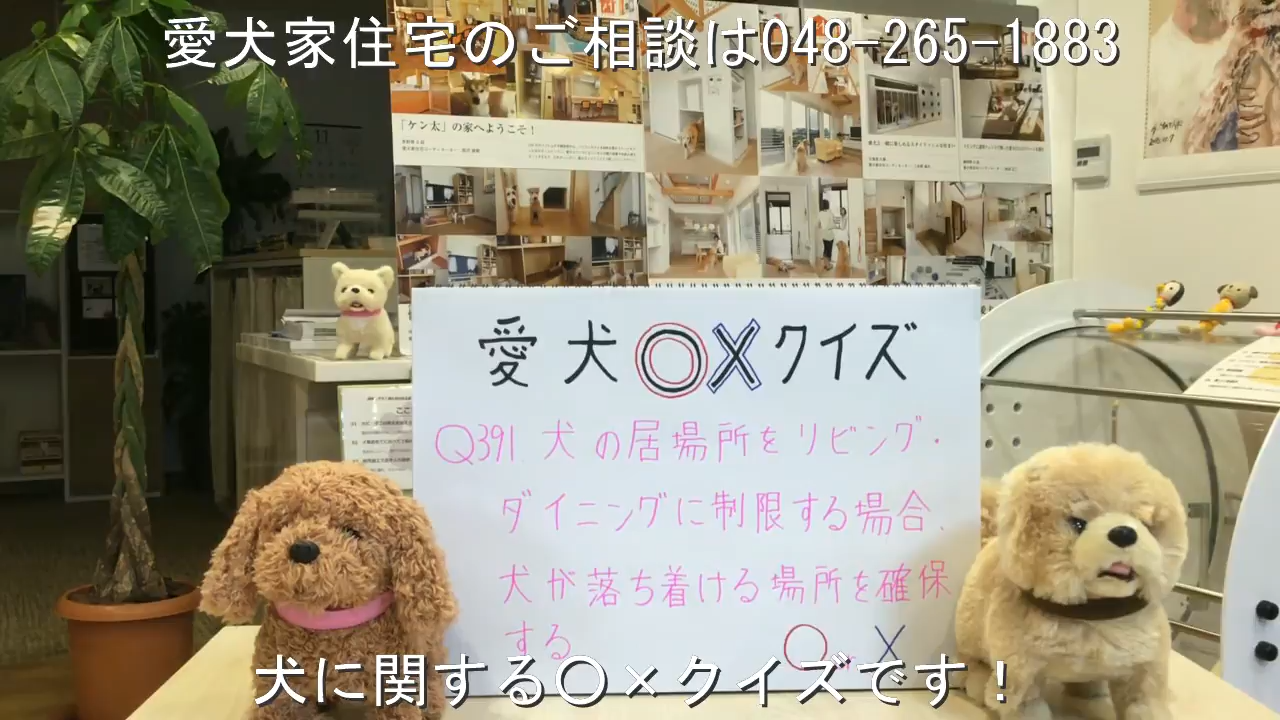 愛犬家住宅のご相談は048-265-1883
11
「ケン太」の家へようこそ！
愛犬〇×クイズ
Q391 犬の居場所をリビング・
ダイニングに制限する場合、
犬が落ち着ける場所を確保
する
〇 or ×
犬に関する〇×クイズです！